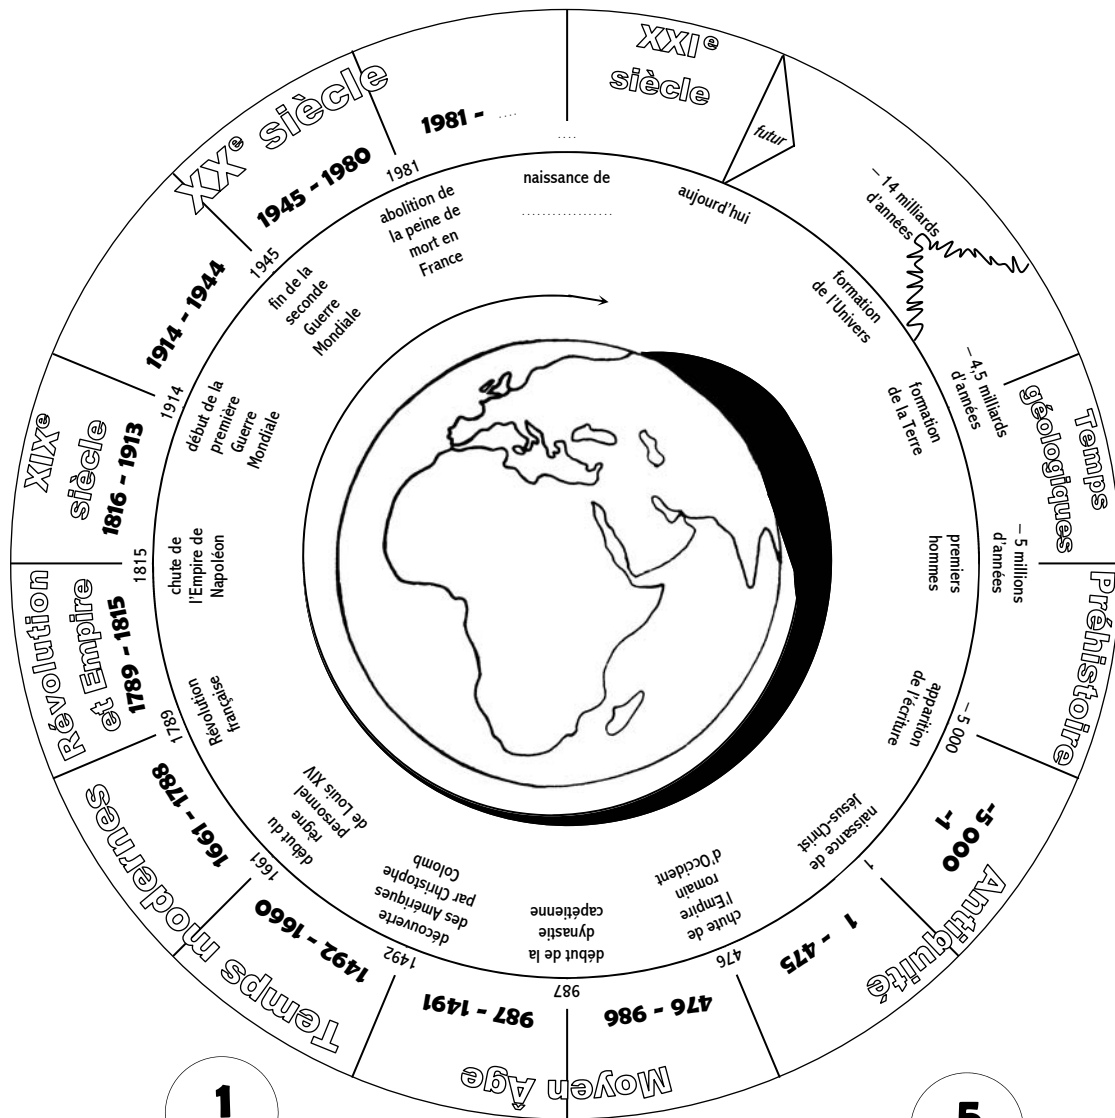 XXIe
siècle
futur
– 14 milliards
d'années
formation
de l'Univers
– 4,5 milliards
d'années
formation
de la Terre
Temps
géologiques
– 5 millions
d'années
premiers
hommes
Préhistoire
– 5 000
apparition
de l'écriture
-5 000
-1
Antiquité
1
naissance de
Jésus-Christ
1 - 475
476
chute de
l'Empire
romain
d'Occident
476 - 986
Moyen Âge
987
début de la
dynastie
capétienne
987 - 1491
1492
découverte
des Amériques
par Christophe
Colomb
1492 - 1660
Temps modernes
1661
début du
règne
personnel
de Louis XIV
1661 - 1788
1789
Révolution
française
Révolution
et Empire
1789 - 1815
1815
chute de
l'Empire de
Napoléon
XIXe
siècle
1816 - 1913
1914
début de la
première
Guerre
Mondiale
1914 - 1944
1945
fin de la
seconde
Guerre
Mondiale
XXe siècle
1945 - 1980
1981
abolition de
la peine de
mort en
France
1981 - ....
....
naissance de
..................
aujourd'hui
1
5